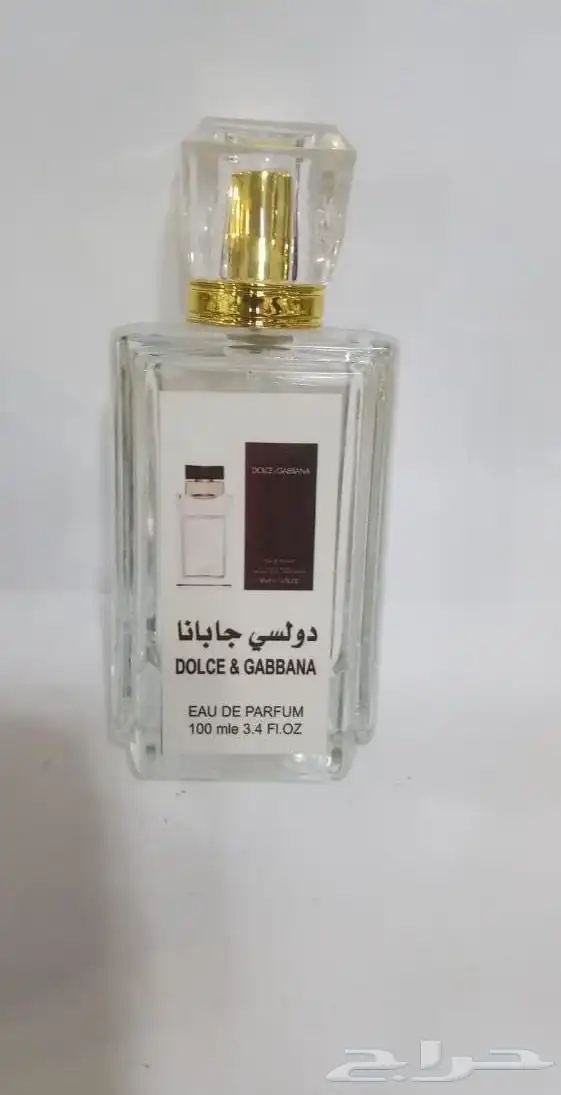 DOLCE & GABBANA
دولسي جابانا
DOLCE & GABBANA
EAU DE PARFUM
100 mle 3.4 Fl.OZ
حراج